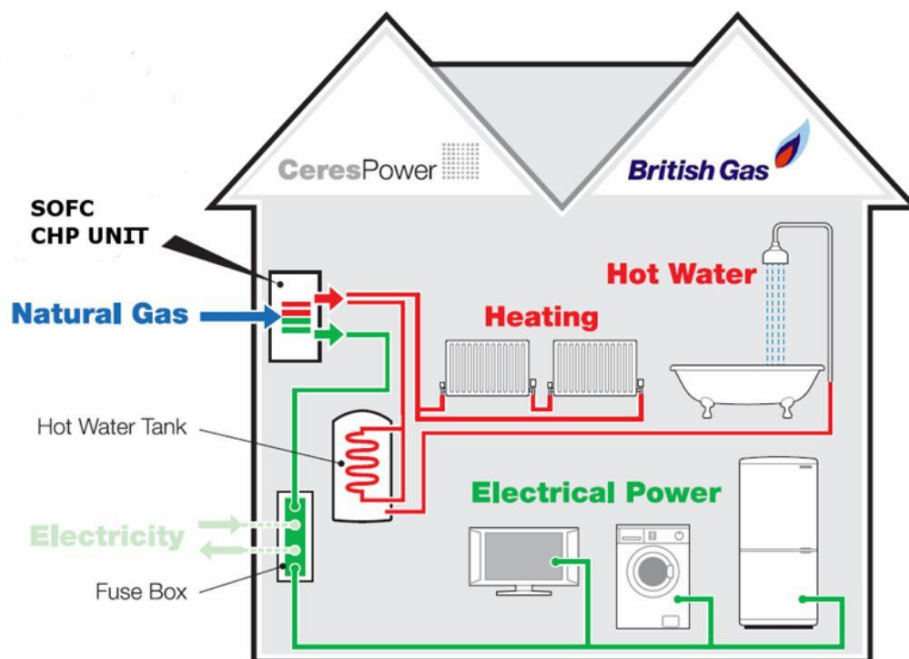 CeresPower
British Gas
SOFC
CHP UNIT
Hot Water
Natural Gas
Heating
Hot Water Tank
Electrical Power
Electricity
Fuse Box